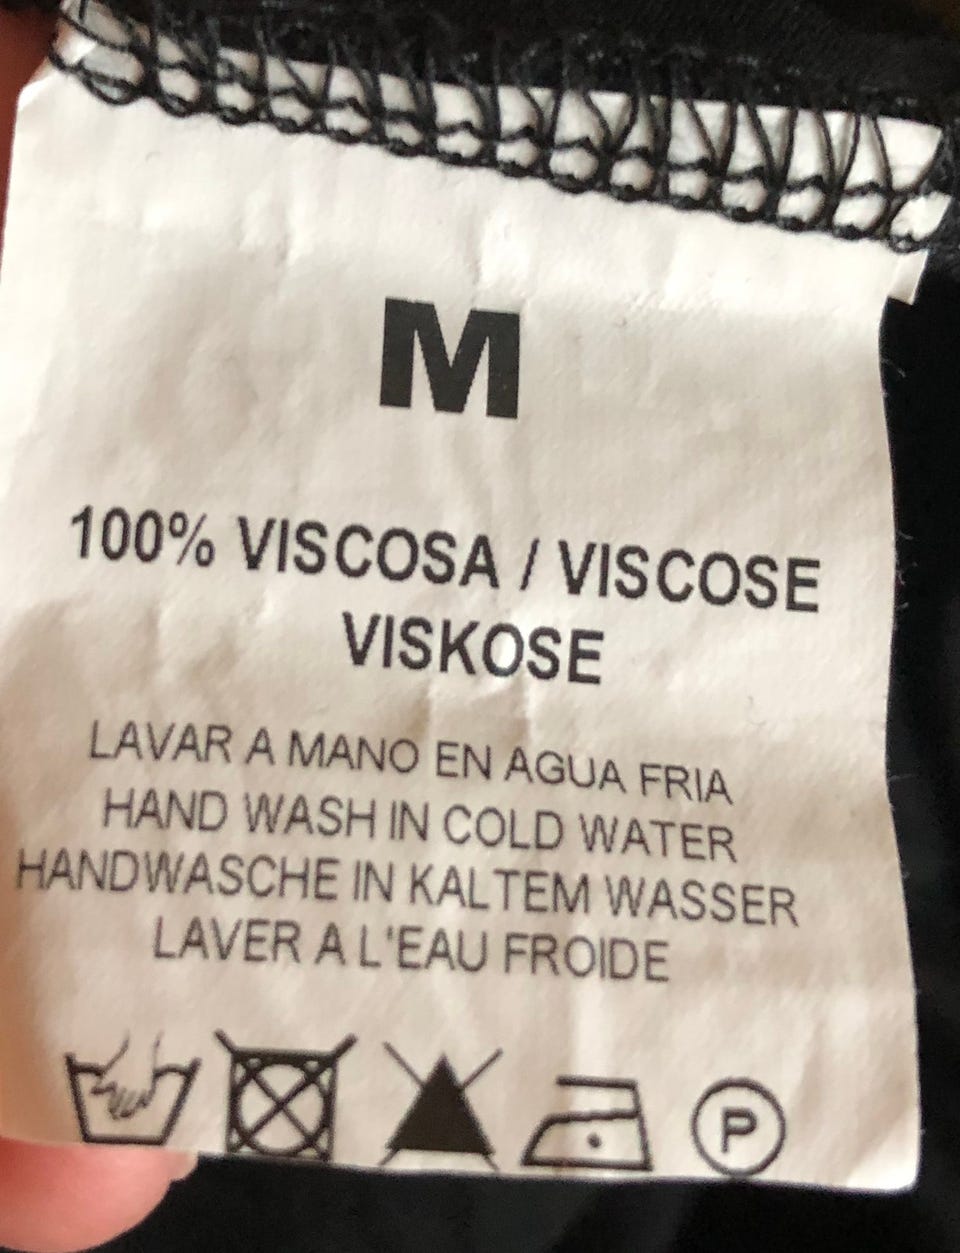 M
100% VISCOSA / VISCOSE
VISKOSE
LAVAR A MANO EN AGUA FRIA
HAND WASH IN COLD WATER
HANDWASCHE IN KALTEM WASSER
LAVER A L'EAU FROIDE
P